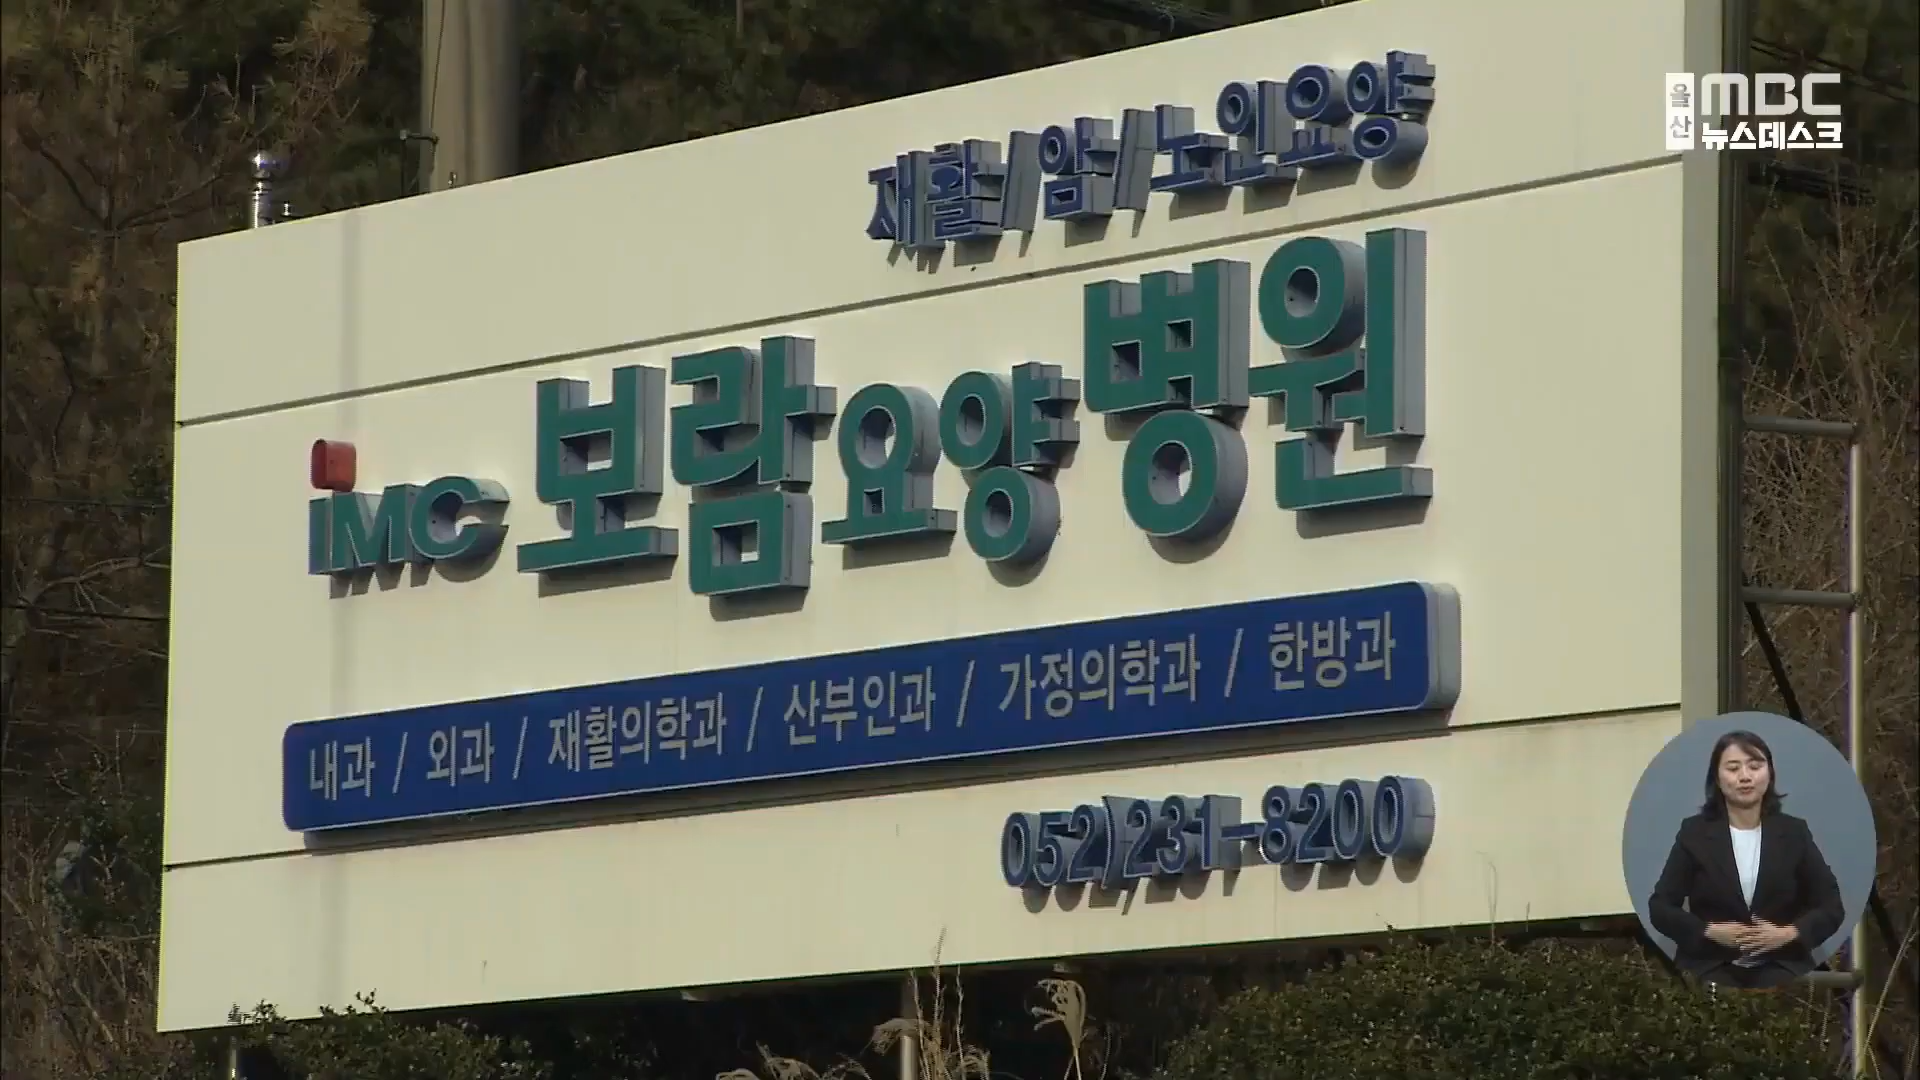 울산 MBC
뉴스데스크
재활/암/노인요양
iMC 보람요양병원
내과 / 외과 / 재활의학과 / 산부인과 / 가정의학과 / 한방과
052)231-8200